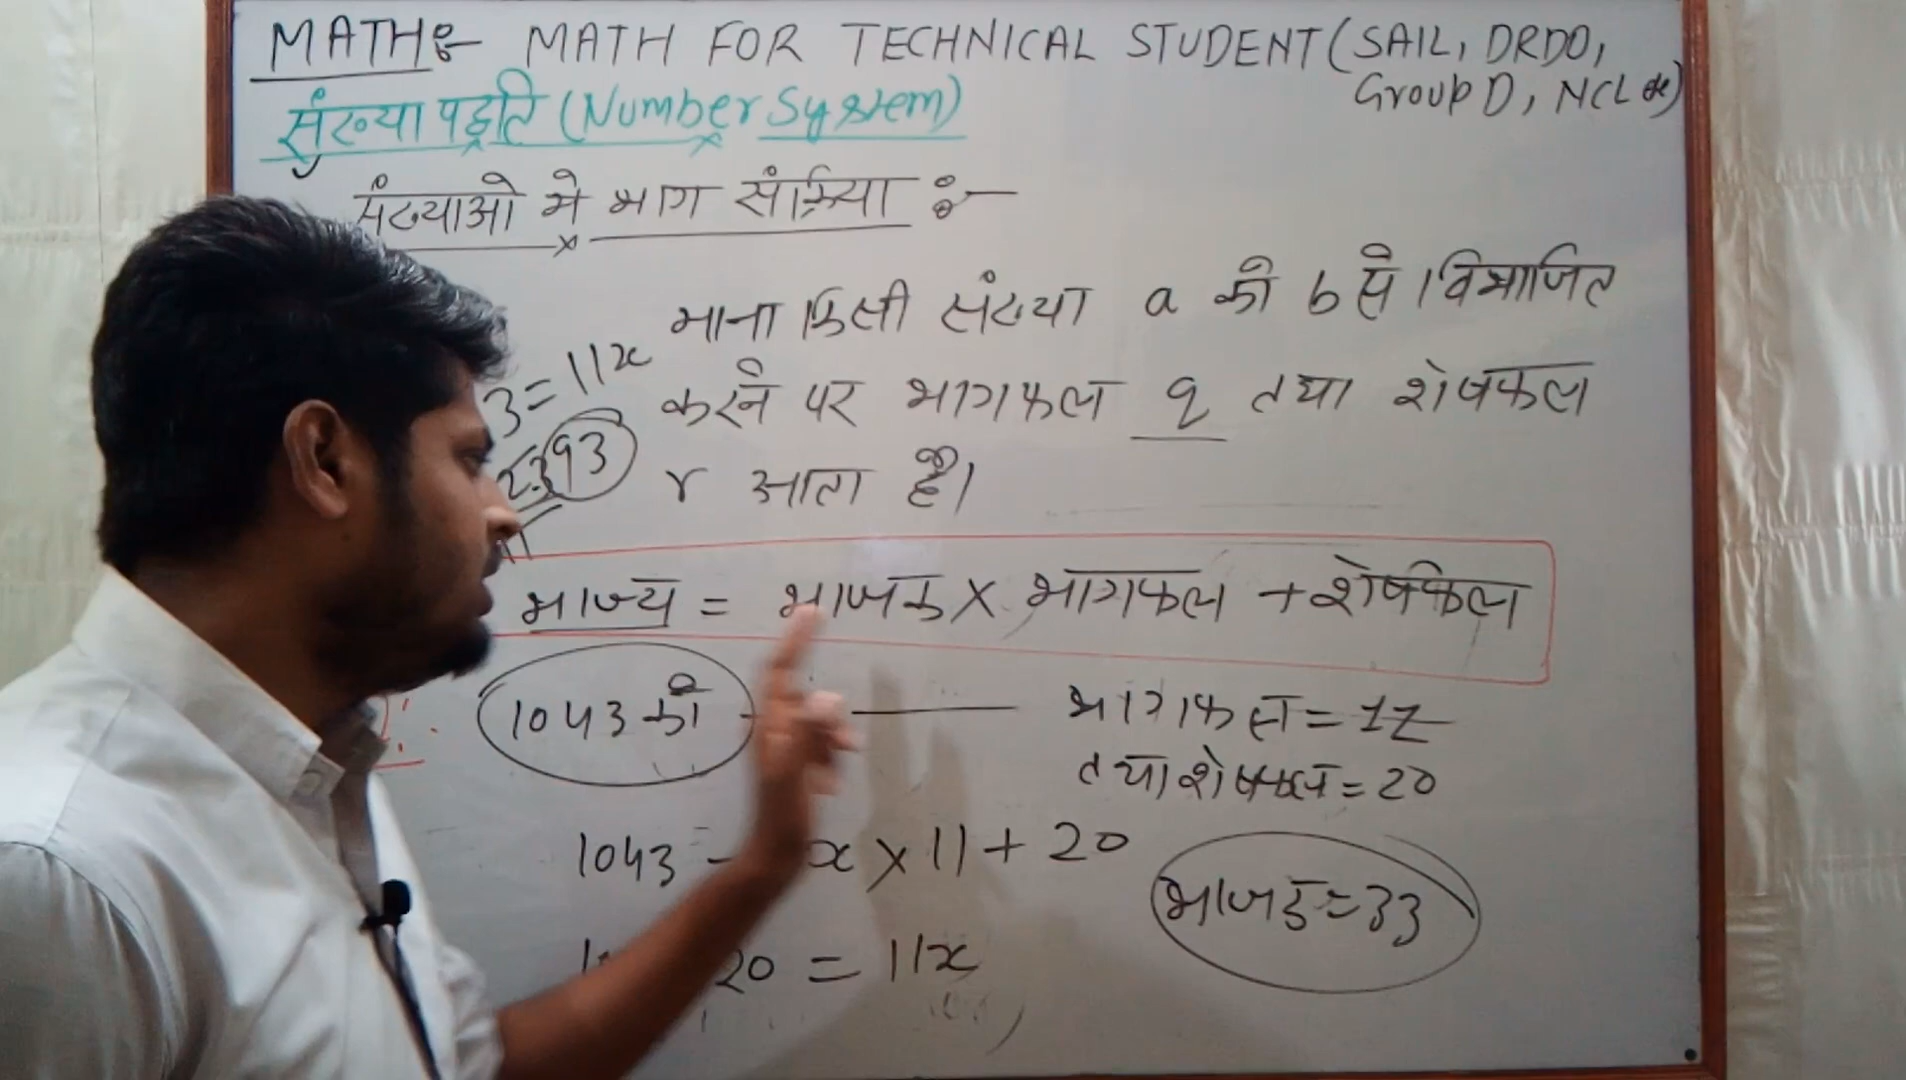 MATH:- MATH FOR TECHNICAL STUDENT (SAIL, DRDO,
Group D, NCL
संख्या पद्धति (Number System)
संख्याओ मे भाग संक्रिया :-
माना किसी संख्या a को b से विभाजित
करने पर भागफल q तथा शेषफल
r आता है।
3 = 11x
93
भाज्य = भाजक × भागफल + शेषफल
1043 को — भागफल =
तथा शेषफल = 20
1043 = x × 11 + 20
20 = 11x
भाजक = 33